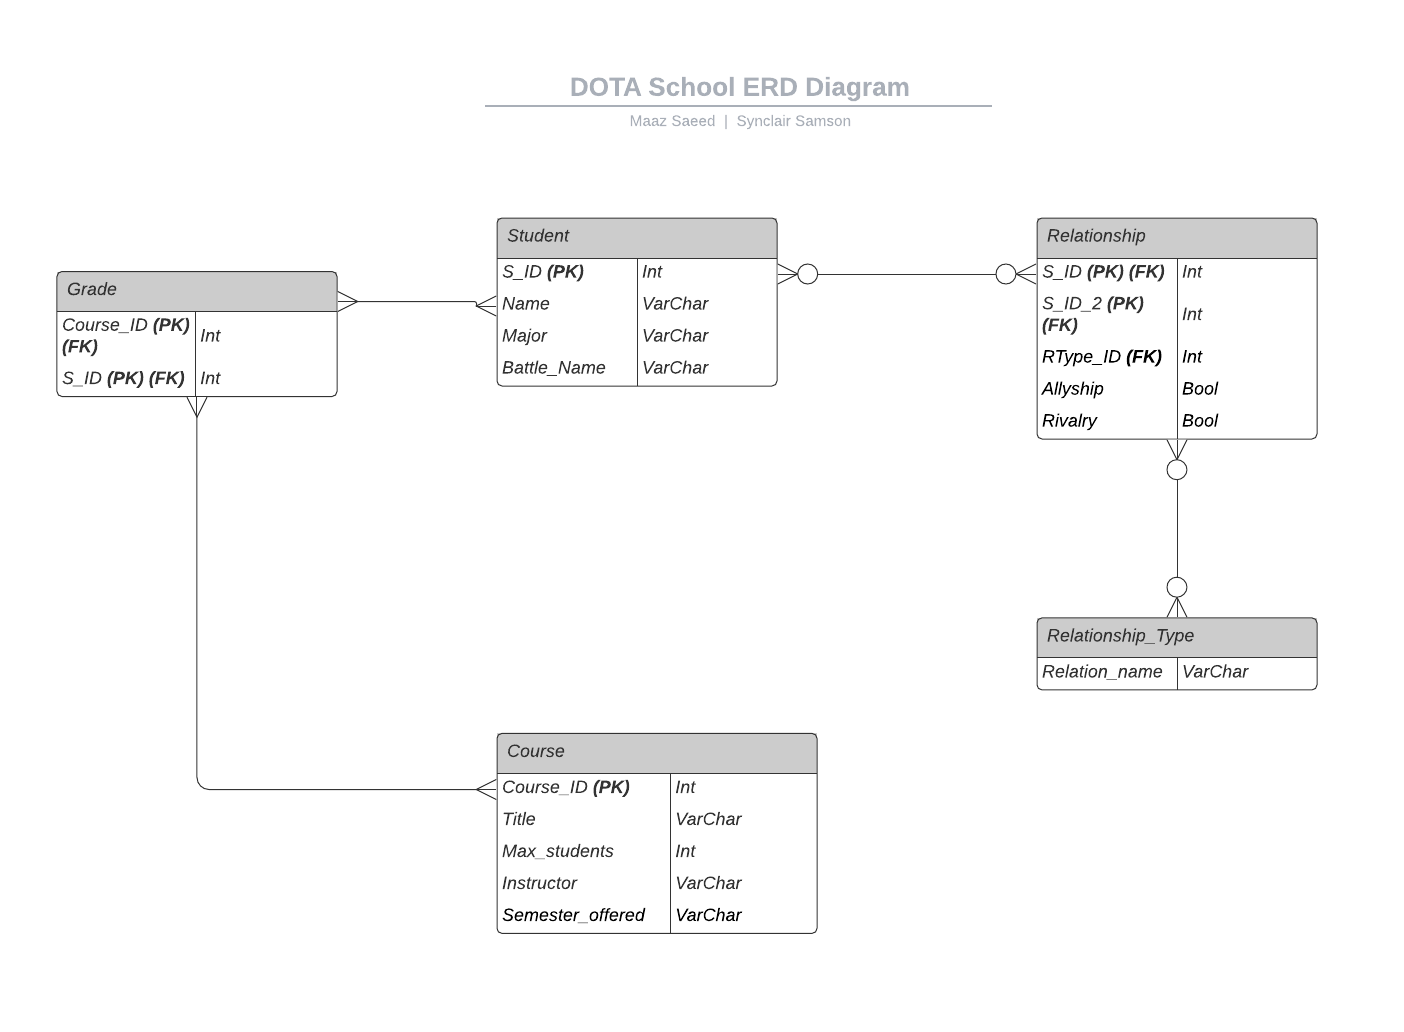 DOTA School ERD Diagram
Maaz Saeed | Synclair Samson
Grade
Course_ID (PK)
(FK)
Int
S_ID (PK) (FK) Int
Student
S_ID (PK) Int
Name VarChar
Major VarChar
Battle_Name VarChar
Relationship
S_ID (PK) (FK) Int
S_ID_2 (PK)
(FK)
Int
RType_ID (FK) Int
Allyship Bool
Rivalry Bool
Relationship_Type
Relation_name VarChar
Course
Course_ID (PK) Int
Title VarChar
Max_students Int
Instructor VarChar
Semester_offered VarChar